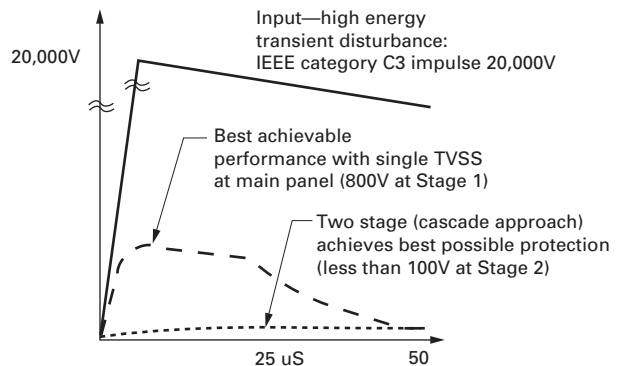 Input—high energy
transient disturbance:
IEEE category C3 impulse 20,000V
20,000V
Best achievable
performance with single TVSS
at main panel (800V at Stage 1)
Two stage (cascade approach)
achieves best possible protection
(less than 100V at Stage 2)
25 uS
50